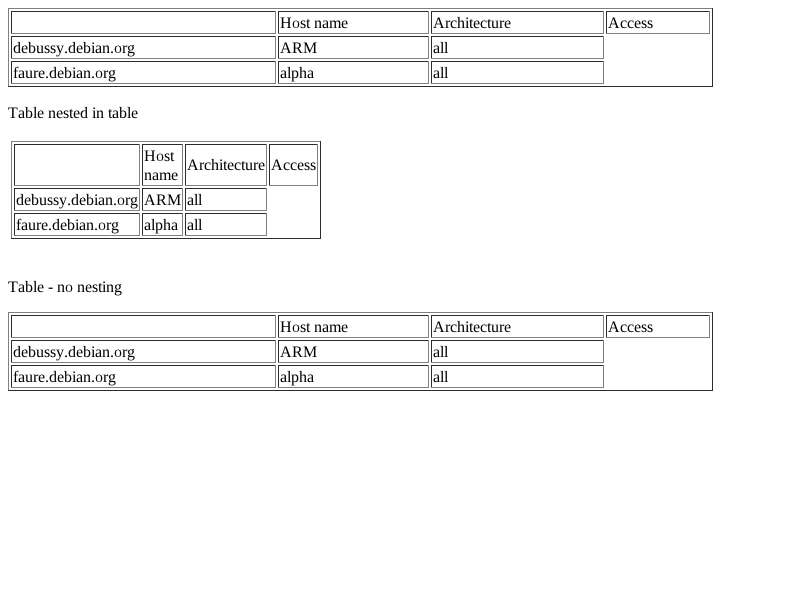 Host name Architecture Access
debussy.debian.org ARM all
faure.debian.org alpha all
Table nested in table
Host name Architecture Access
debussy.debian.org ARM all
faure.debian.org alpha all
Table - no nesting
Host name Architecture Access
debussy.debian.org ARM all
faure.debian.org alpha all